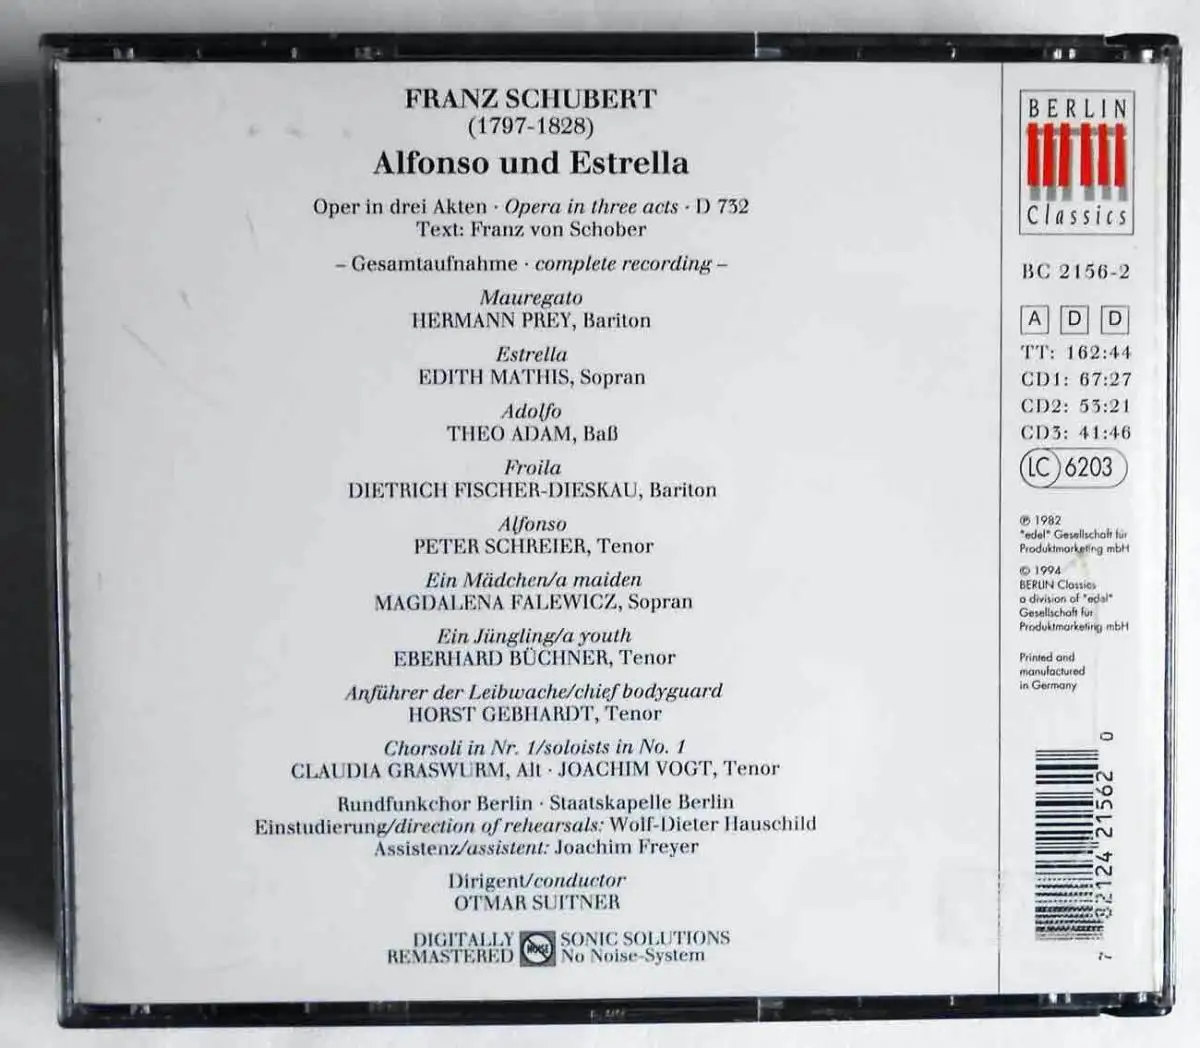 FRANZ SCHUBERT
(1797-1828)
Alfonso und Estrella
Oper in drei Akten · Opera in three acts · D 732
Text: Franz von Schober
– Gesamtaufnahme · complete recording –
Mauregato
HERMANN PREY, Bariton
Estrella
EDITH MATHIS, Sopran
Adolfo
THEO ADAM, Baß
Froila
DIETRICH FISCHER-DIESKAU, Bariton
Alfonso
PETER SCHREIER, Tenor
Ein Mädchen/a maiden
MAGDALENA FALEWICZ, Sopran
Ein Jüngling/a youth
EBERHARD BÜCHNER, Tenor
Anführer der Leibwache/chief bodyguard
HORST GEBHARDT, Tenor
Chorsoli in Nr. 1/soloists in No. 1
CLAUDIA GRASWURM, Alt · JOACHIM VOGT, Tenor
Rundfunkchor Berlin · Staatskapelle Berlin
Einstudierung/direction of rehearsals: Wolf-Dieter Hauschild
Assistenz/assistent: Joachim Freyer
Dirigent/conductor
OTMAR SUITNER
DIGITALLY REMASTERED
NOISE
SONIC SOLUTIONS
No Noise-System
BERLIN
Classics
BC 2156-2
A D D
TT: 162:44
CD1: 67:27
CD2: 53:21
CD3: 41:46
LC 6203
℗ 1982
"edel" Gesellschaft für
Produktmarketing mbH
© 1994
BERLIN Classics
a division of "edel"
Gesellschaft für
Produktmarketing mbH
Printed and
manufactured
in Germany
7 82124 21562 0